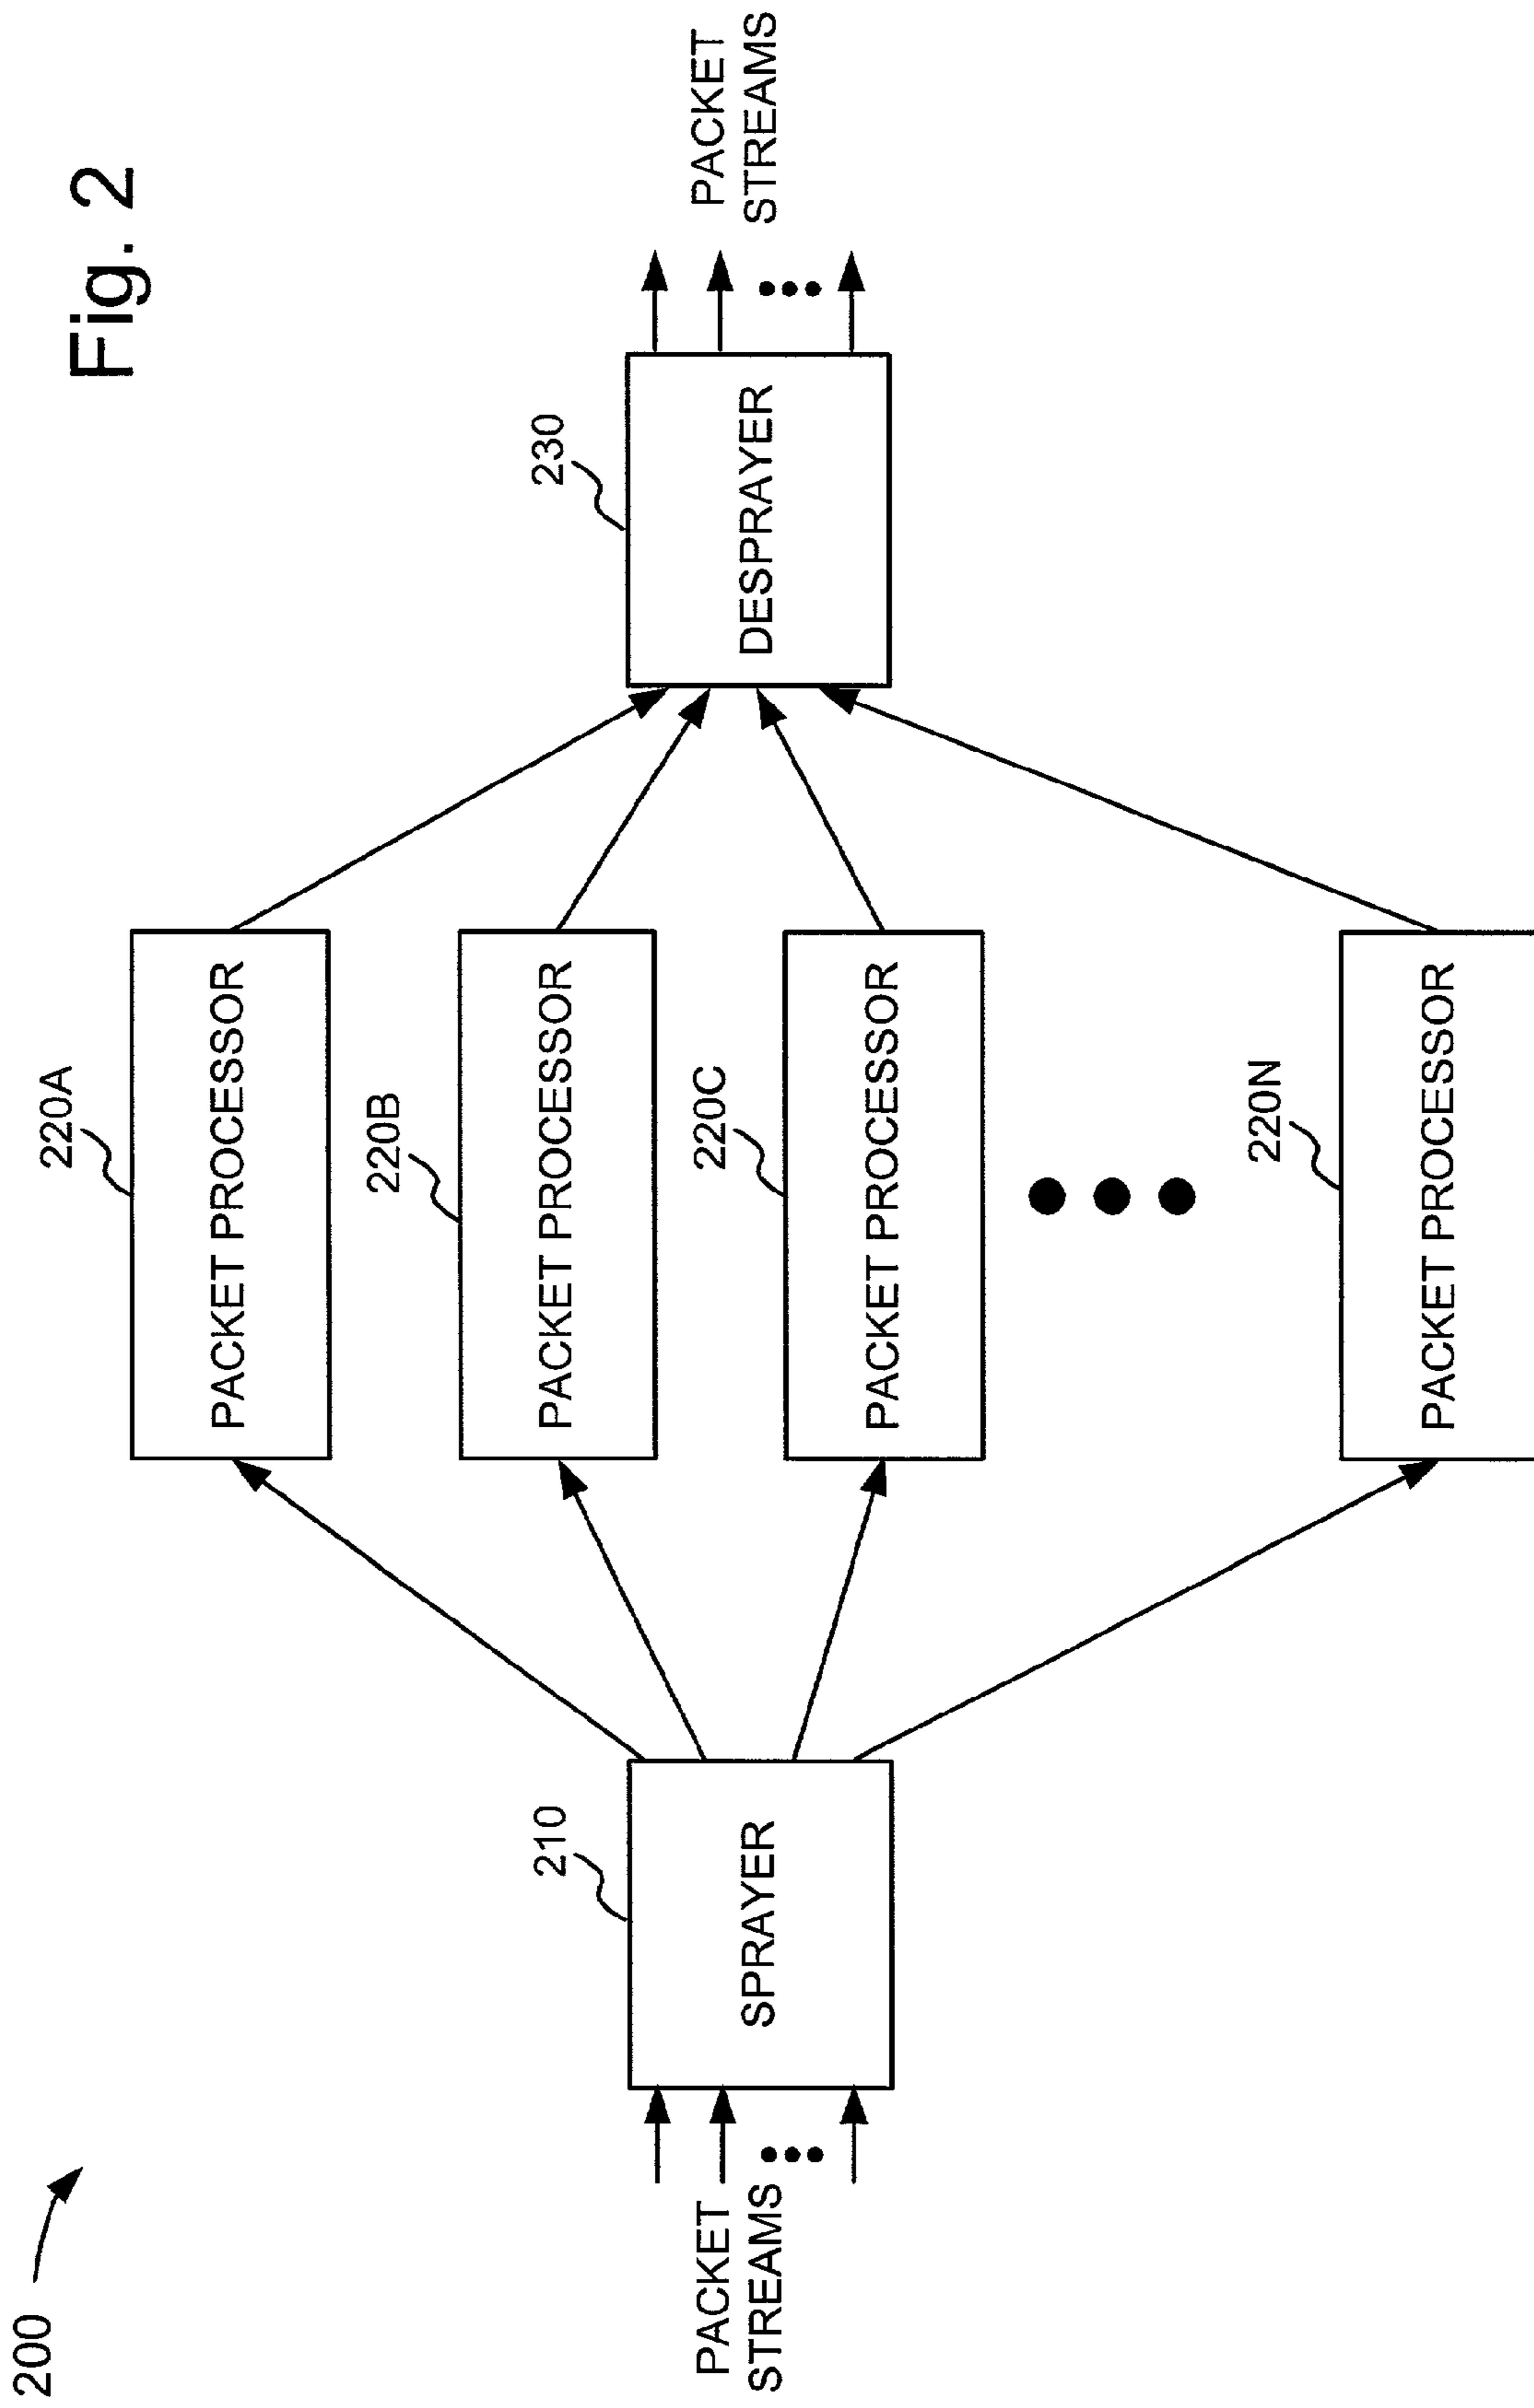 Fig. 2
200
220A
PACKET PROCESSOR
220B
PACKET PROCESSOR
220C
PACKET PROCESSOR
220N
PACKET PROCESSOR
210
SPRAYER
230
DESPRAYER
PACKET
STREAMS
PACKET
STREAMS